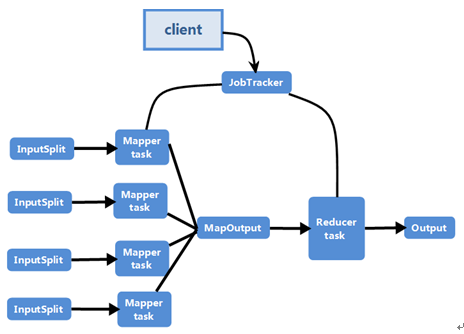 client
JobTracker
InputSplit
Mapper
task
InputSplit
Mapper
task
MapOutput
Reducer
task
Output
InputSplit
Mapper
task
InputSplit
Mapper
task